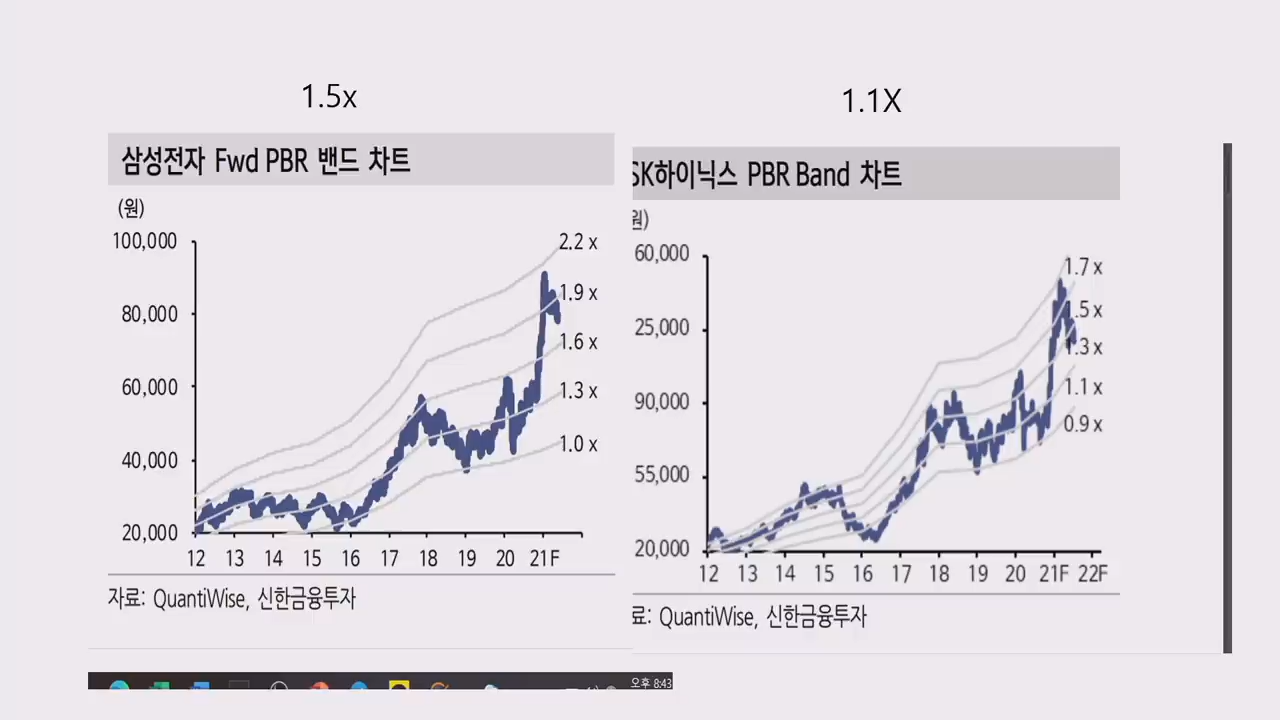 1.5x
1.1X
삼성전자 Fwd PBR 밴드 차트
(원)
100,000
80,000
60,000
40,000
20,000
2.2 x
1.9 x
1.6 x
1.3 x
1.0 x
12 13 14 15 16 17 18 19 20 21F
자료: QuantiWise, 신한금융투자
SK하이닉스 PBR Band 차트
원)
60,000
25,000
90,000
55,000
20,000
1.7 x
.5 x
1.3 x
1.1 x
0.9 x
12 13 14 15 16 17 18 19 20 21F 22F
료: QuantiWise, 신한금융투자
오후 8:43